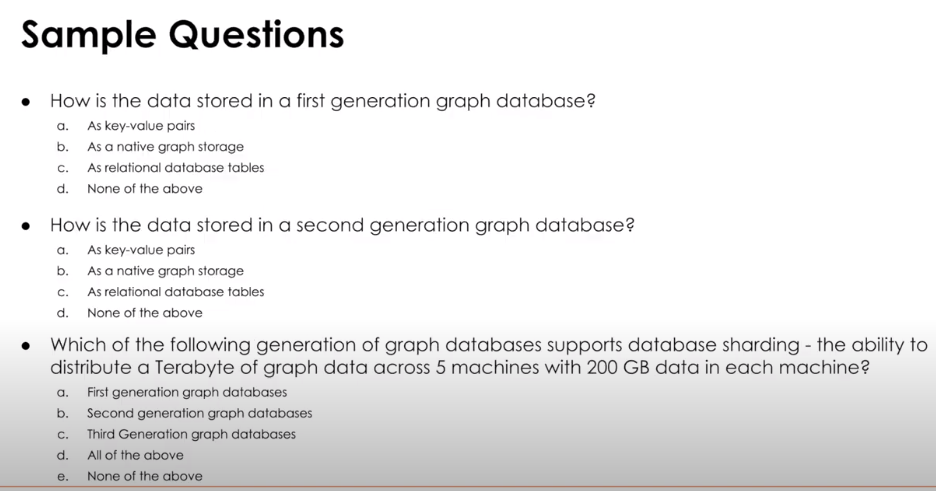 Sample Questions
● How is the data stored in a first generation graph database?
a. As key-value pairs
b. As a native graph storage
c. As relational database tables
d. None of the above
● How is the data stored in a second generation graph database?
a. As key-value pairs
b. As a native graph storage
c. As relational database tables
d. None of the above
● Which of the following generation of graph databases supports database sharding - the ability to
distribute a Terabyte of graph data across 5 machines with 200 GB data in each machine?
a. First generation graph databases
b. Second generation graph databases
c. Third Generation graph databases
d. All of the above
e. None of the above